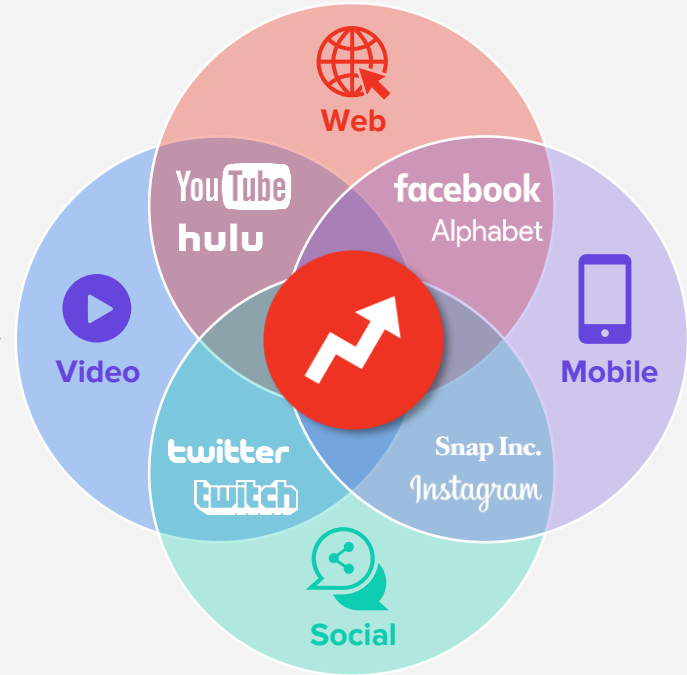 Web
YouTube
hulu
facebook
Alphabet
Video
Mobile
twitter
twitch
Snap Inc.
Instagram
Social